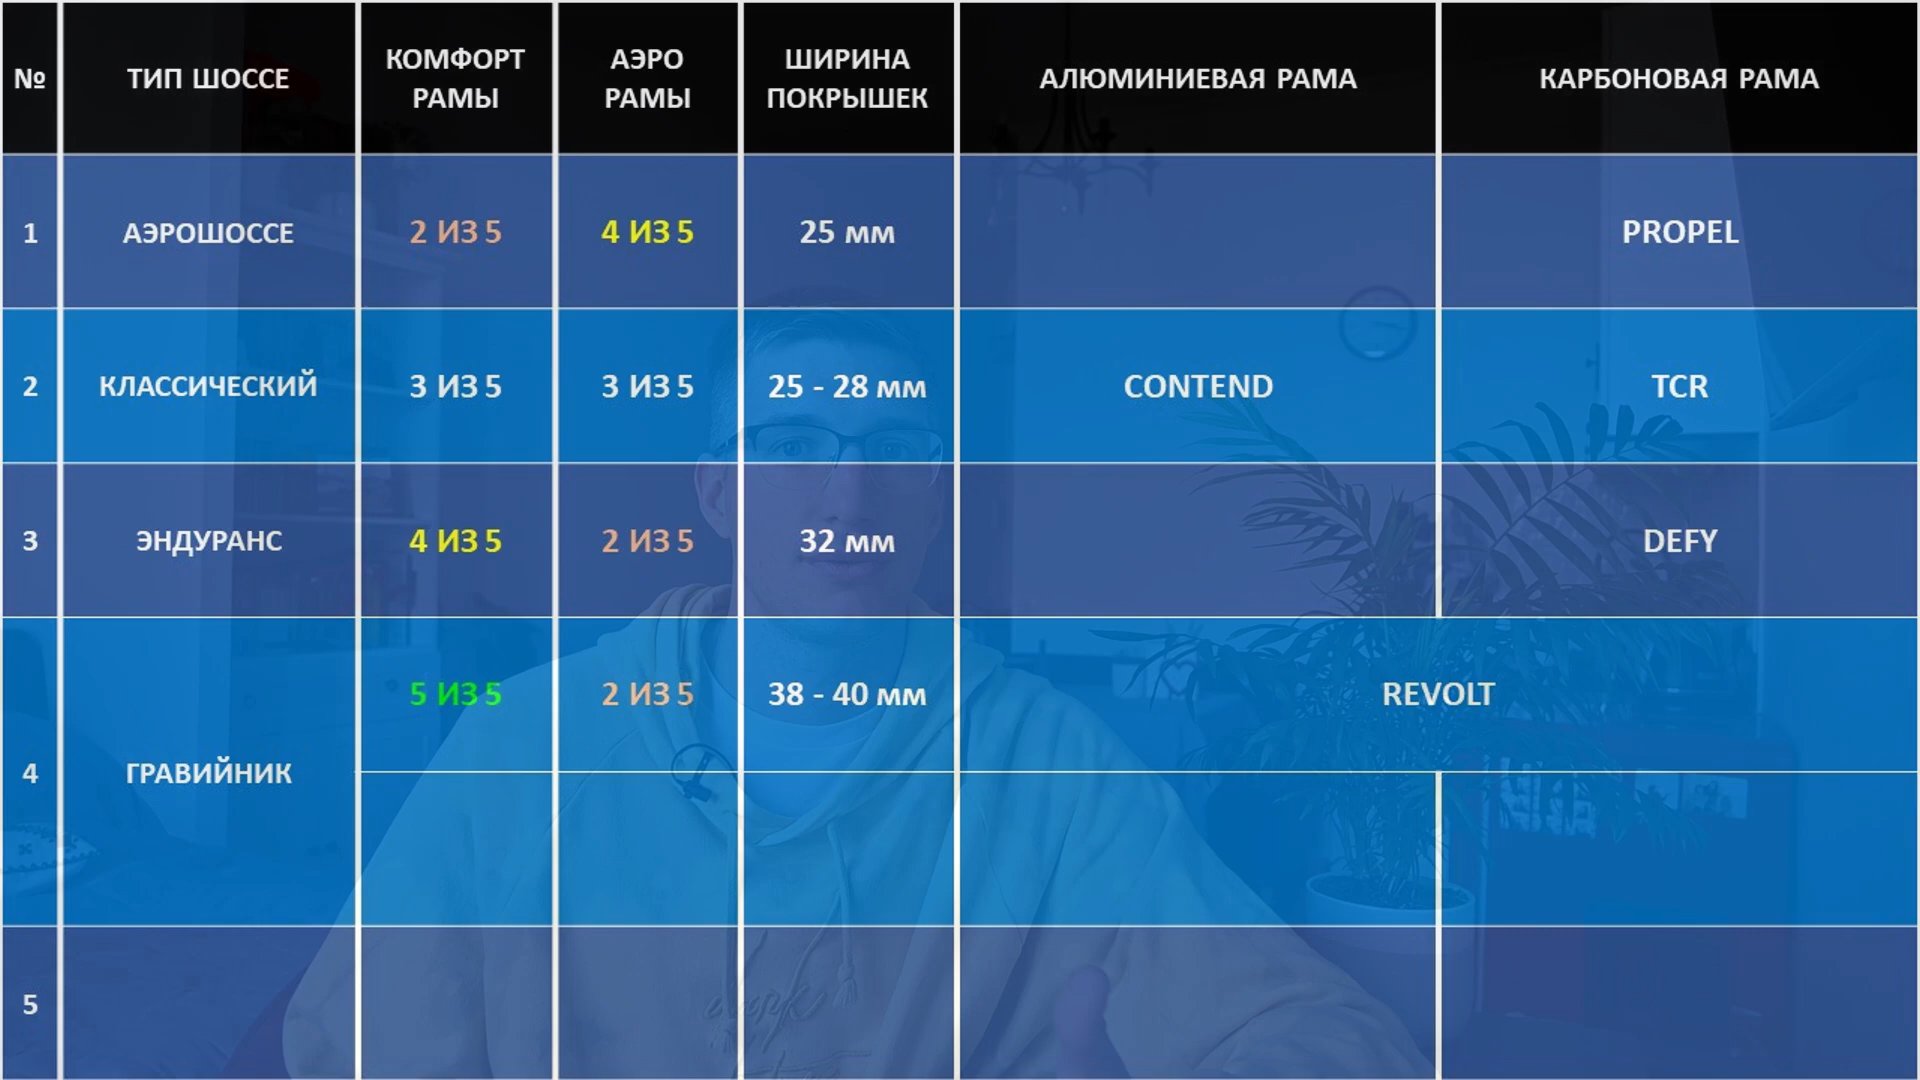 №
ТИП ШОССЕ
КОМФОРТ
РАМЫ
АЭРО
РАМЫ
ШИРИНА
ПОКРЫШЕК
АЛЮМИНИЕВАЯ РАМА
КАРБОНОВАЯ РАМА
1
АЭРОШОССЕ
2 ИЗ 5
4 ИЗ 5
25 мм
PROPEL
2
КЛАССИЧЕСКИЙ
3 ИЗ 5
3 ИЗ 5
25 - 28 мм
CONTEND
TCR
3
ЭНДУРАНС
4 ИЗ 5
2 ИЗ 5
32 мм
DEFY
4
ГРАВИЙНИК
5 ИЗ 5
2 ИЗ 5
38 - 40 мм
REVOLT
5